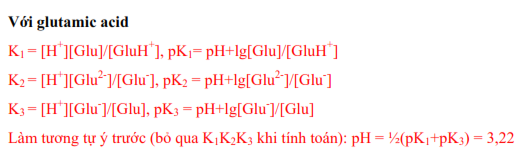 Với glutamic acid
K₁ = [H⁺][Glu]/[GluH⁺], pK₁= pH+lg[Glu]/[GluH⁺]
K₂ = [H⁺][Glu²⁻]/[Glu⁻], pK₂ = pH+lg[Glu²⁻]/[Glu⁻]
K₃ = [H⁺][Glu⁻]/[Glu], pK₃ = pH+lg[Glu⁻]/[Glu]
Làm tương tự ý trước (bỏ qua K₁K₂K₃ khi tính toán): pH = ½(pK₁+pK₃) = 3,22